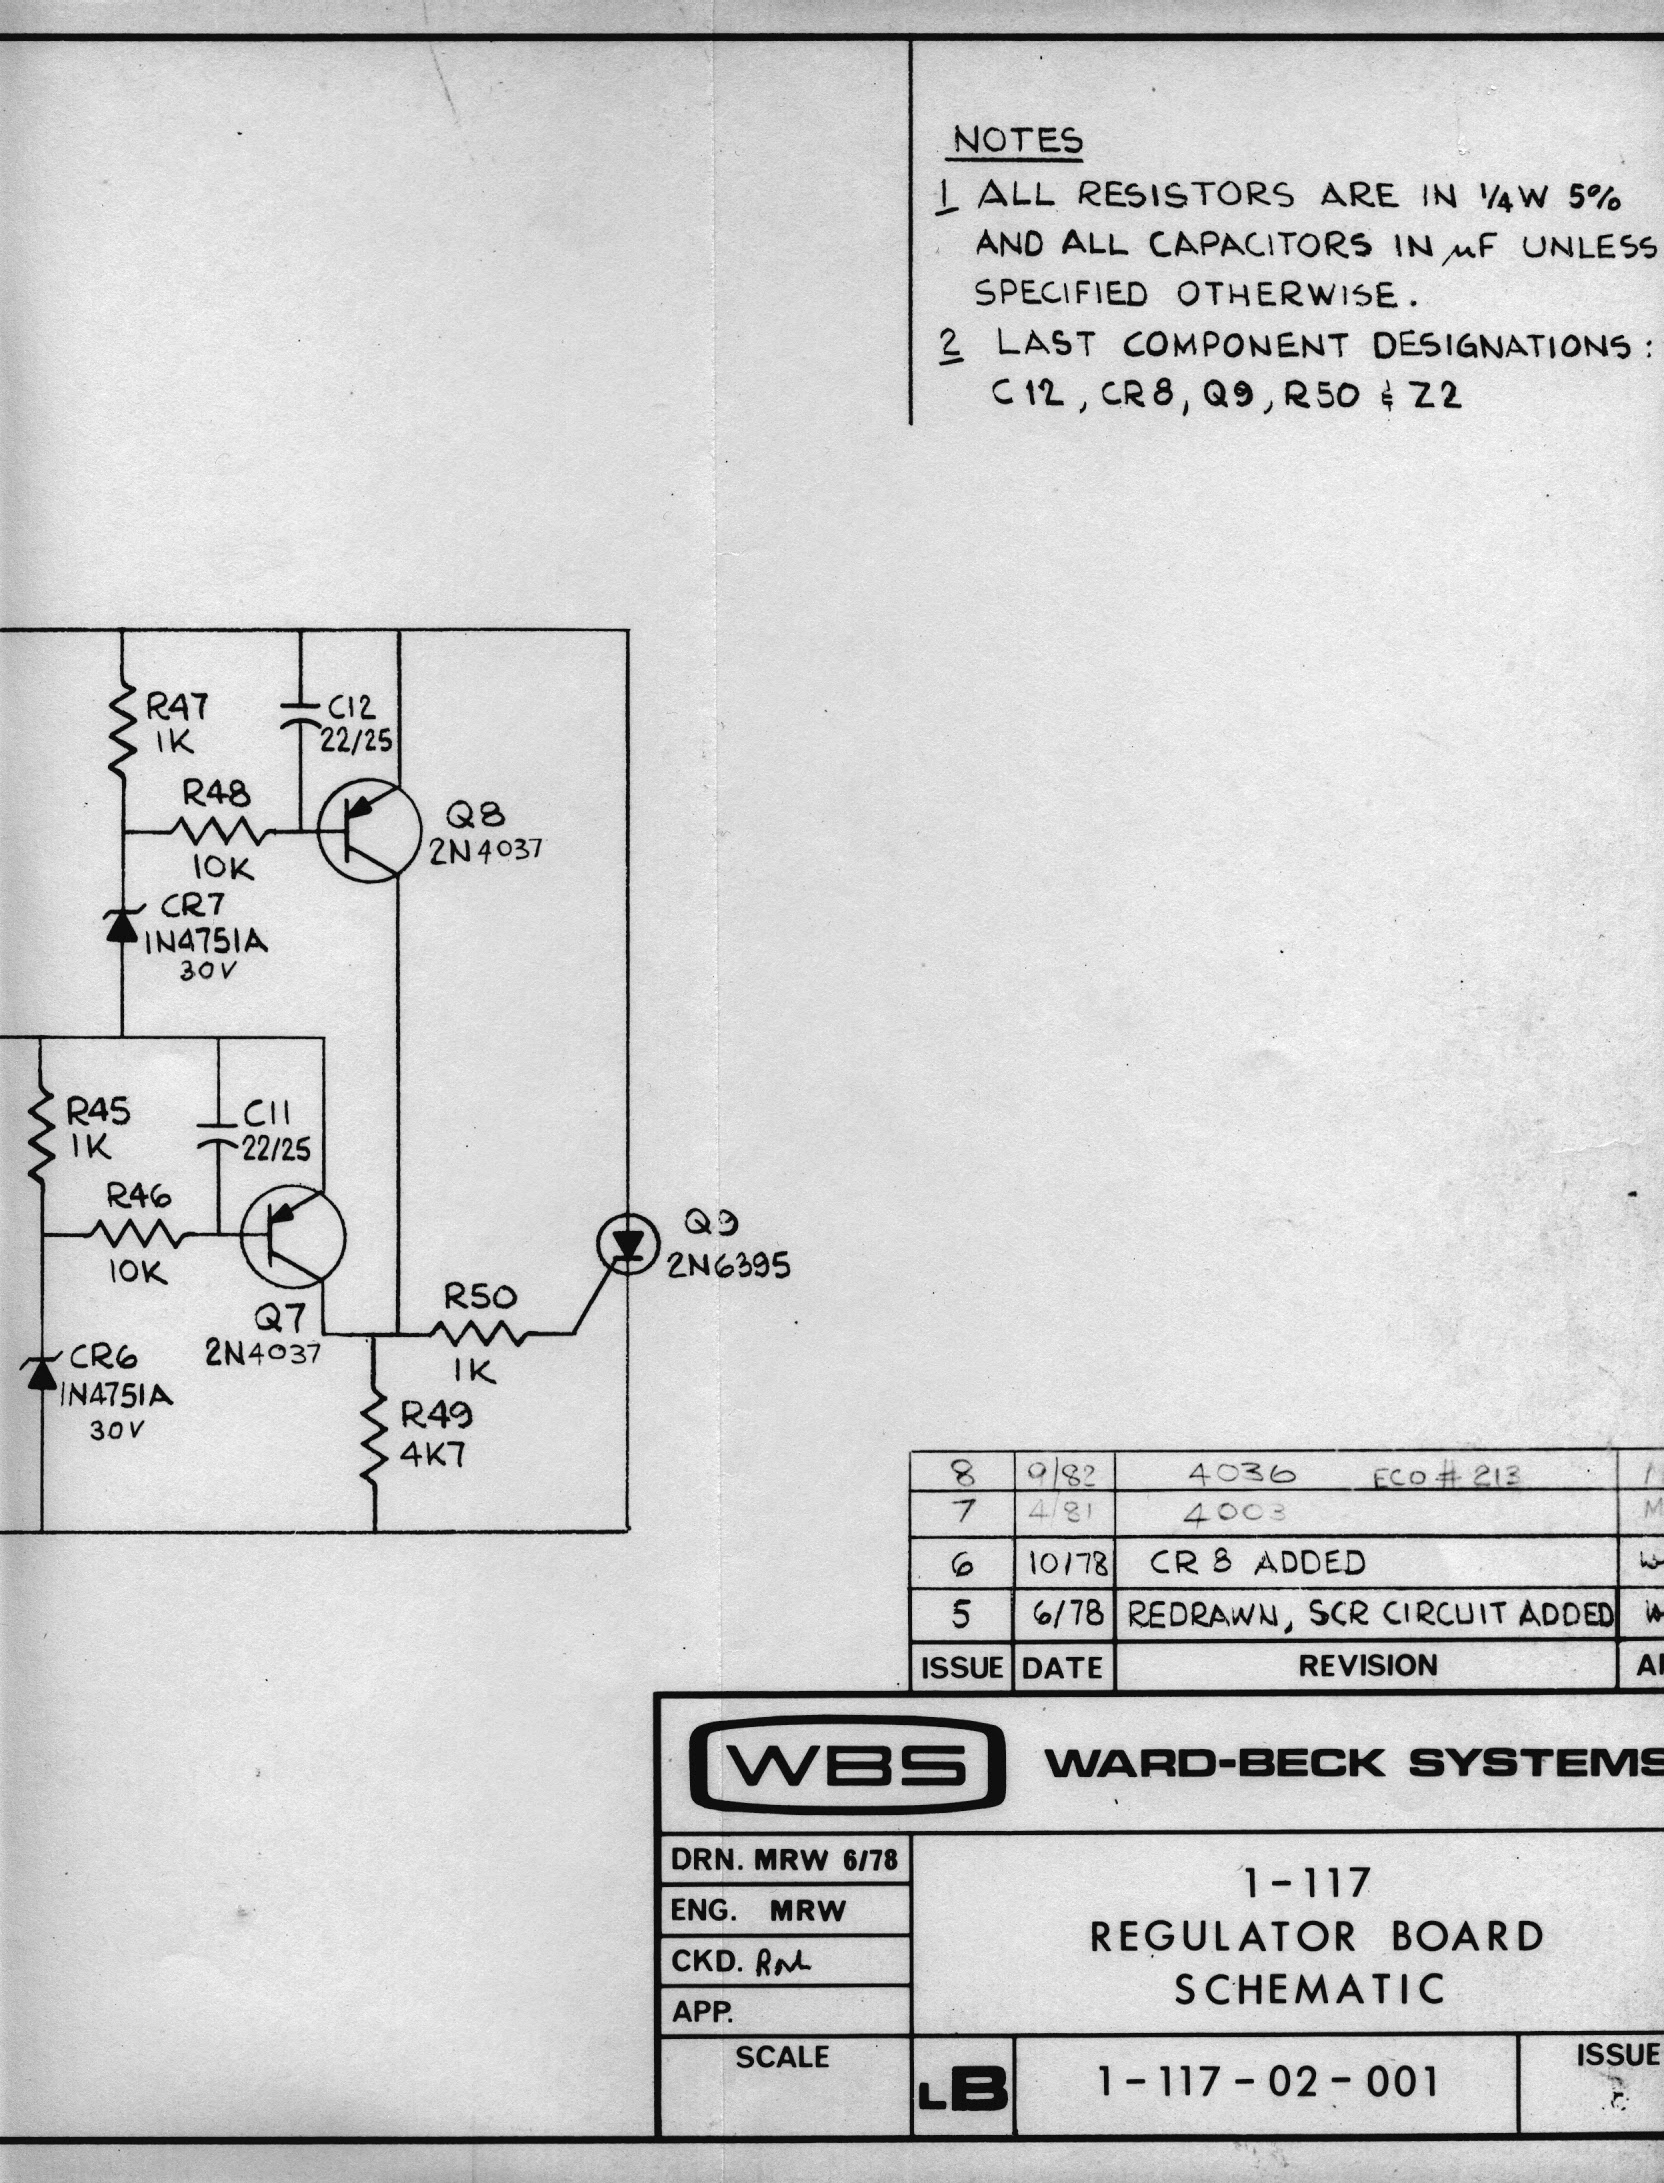 NOTES
1 ALL RESISTORS ARE IN ¼W 5%
AND ALL CAPACITORS IN µF UNLESS
SPECIFIED OTHERWISE.
2 LAST COMPONENT DESIGNATIONS:
C12, CR8, Q9, R50 & Z2
R47
1K
C12
22/25
R48
10K
Q8
2N4037
CR7
1N4751A
30V
R45
1K
C11
22/25
R46
10K
Q7
2N4037
Q9
2N6395
R50
1K
CR6
1N4751A
30V
R49
4K7
8 9/82 4036 ECO # 213
7 4/81 4003 M
6 10/78 CR 8 ADDED
5 6/78 REDRAWN, SCR CIRCUIT ADDED
ISSUE DATE REVISION
WBS WARD-BECK SYSTEMS
DRN. MRW 6/78
ENG. MRW
CKD.
APP.
SCALE
1-117
REGULATOR BOARD
SCHEMATIC
LB
1-117-02-001
ISSUE